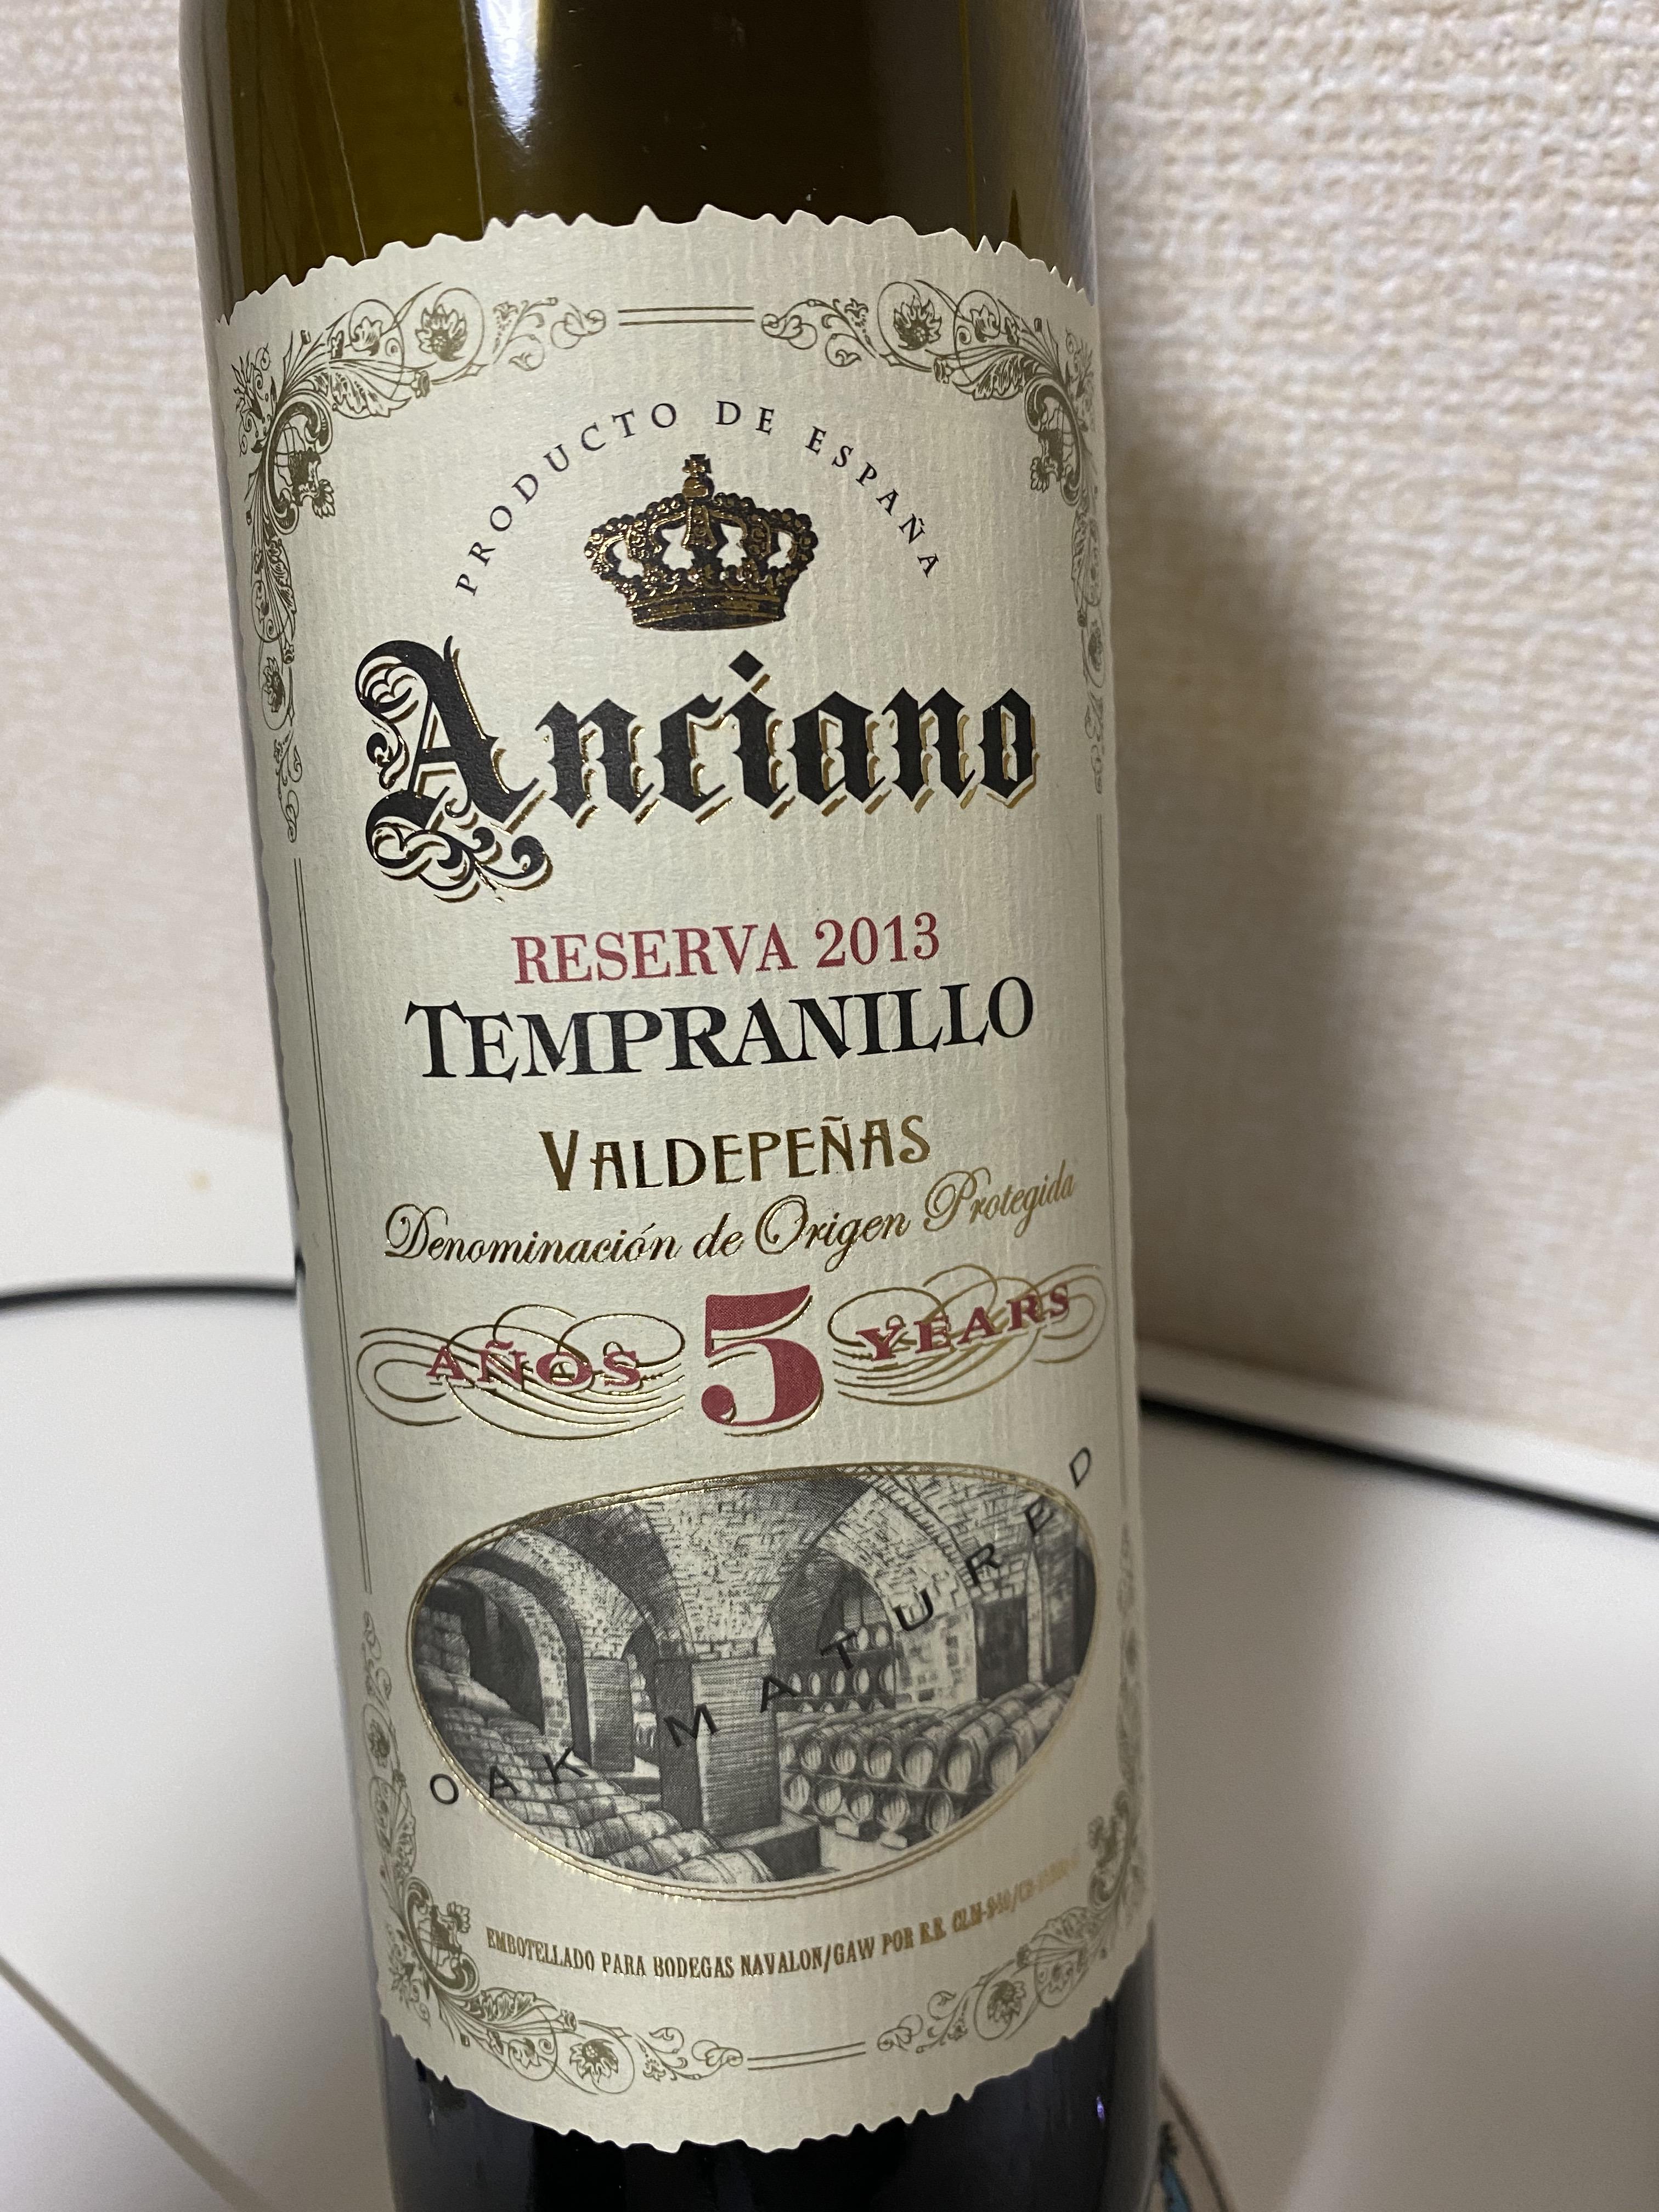 PRODUCTO DE ESPAÑA
Anciano
RESERVA 2013
TEMPRANILLO
VALDEPEÑAS
Denominación de Origen Protegida
AÑOS 5 YEARS
OAK MATURED
EMBOTELLADO PARA BODEGAS NAVALON/GAW POR R.E.